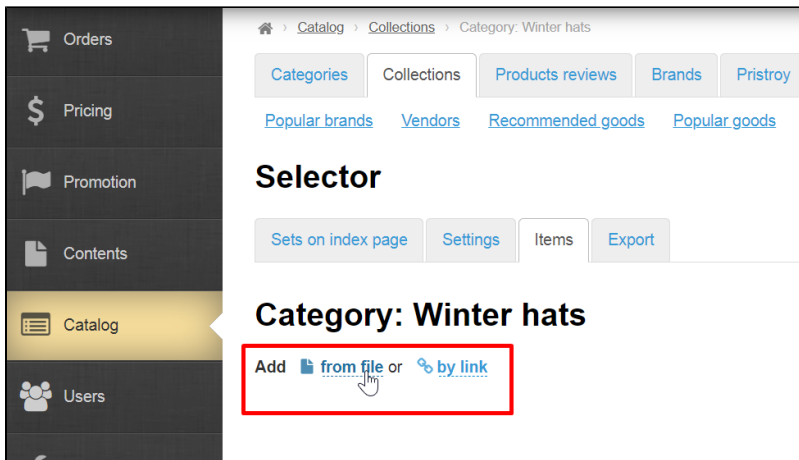 Orders
Pricing
Promotion
Contents
Catalog
Users
Catalog Collections Category: Winter hats
Categories Collections Products reviews Brands Pristroy
Popular brands Vendors Recommended goods Popular goods
Selector
Sets on index page Settings Items Export
Category: Winter hats
Add from file or by link